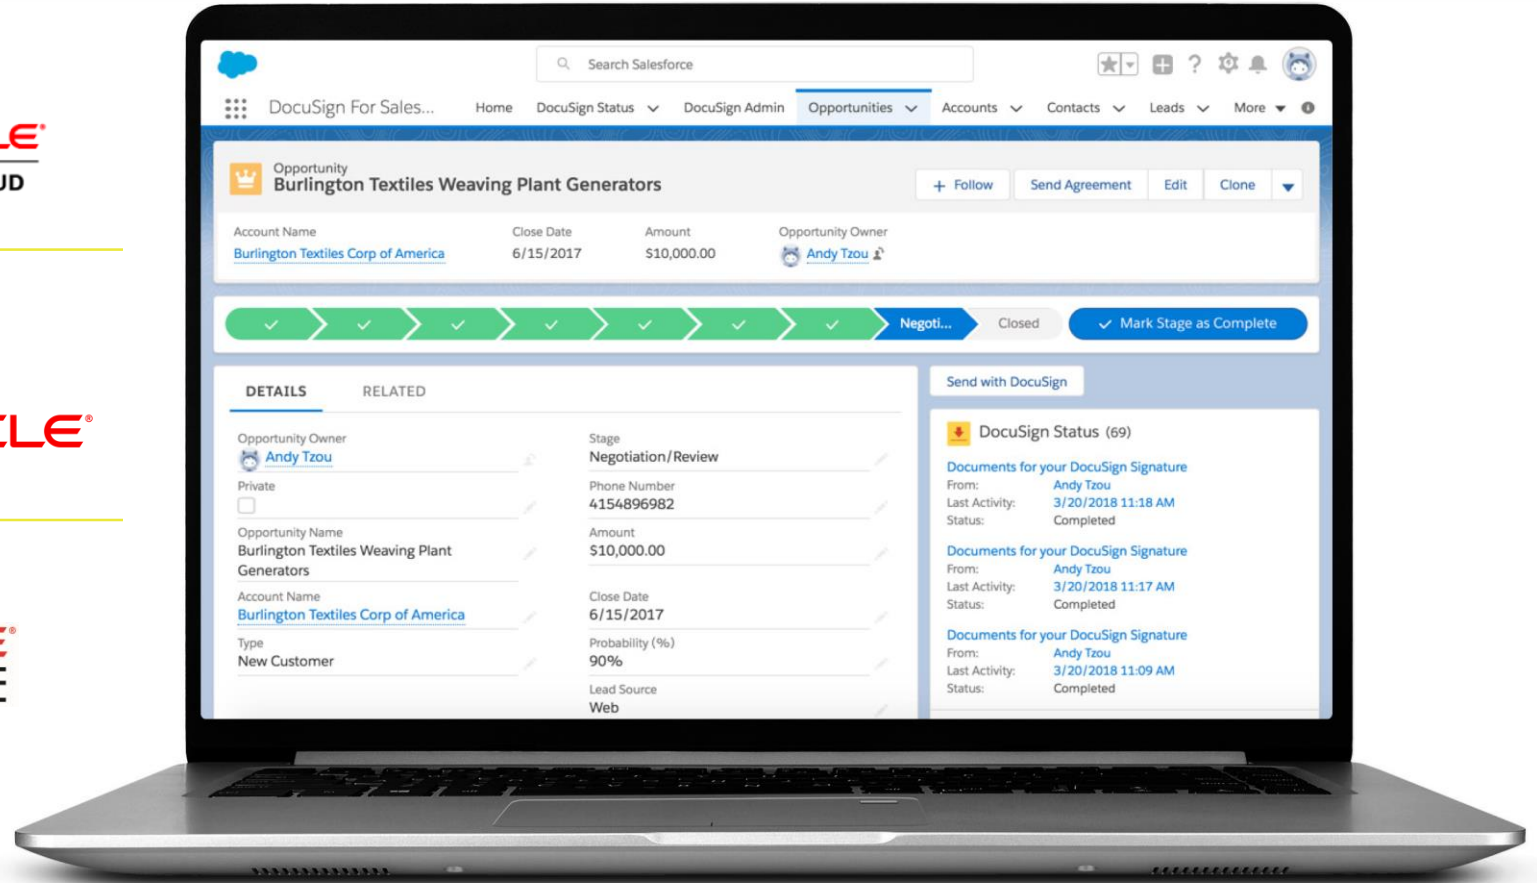 LE®
UD
CLE®
E®
Search Salesforce
DocuSign For Sales...
Home
DocuSign Status
DocuSign Admin
Opportunities
Accounts
Contacts
Leads
More
Opportunity
Burlington Textiles Weaving Plant Generators
+ Follow
Send Agreement
Edit
Clone
Account Name
Close Date
Amount
Opportunity Owner
Burlington Textiles Corp of America
6/15/2017
$10,000.00
Andy Tzou
Negoti...
Closed
Mark Stage as Complete
DETAILS
RELATED
Opportunity Owner
Andy Tzou
Private
Opportunity Name
Burlington Textiles Weaving Plant
Generators
Account Name
Burlington Textiles Corp of America
Type
New Customer
Stage
Negotiation/Review
Phone Number
4154896982
Amount
$10,000.00
Close Date
6/15/2017
Probability (%)
90%
Lead Source
Web
Send with DocuSign
DocuSign Status (69)
Documents for your DocuSign Signature
From: Andy Tzou
Last Activity: 3/20/2018 11:18 AM
Status: Completed
Documents for your DocuSign Signature
From: Andy Tzou
Last Activity: 3/20/2018 11:17 AM
Status: Completed
Documents for your DocuSign Signature
From: Andy Tzou
Last Activity: 3/20/2018 11:09 AM
Status: Completed